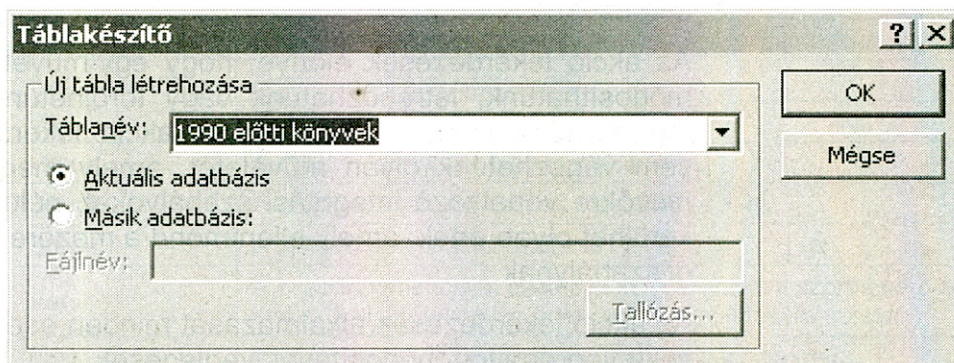 Táblakészítő
Új tábla létrehozása
Táblanév: 1990 előtti könyvek
Aktuális adatbázis
Másik adatbázis:
Fájlnév:
Tallózás...
OK
Mégse